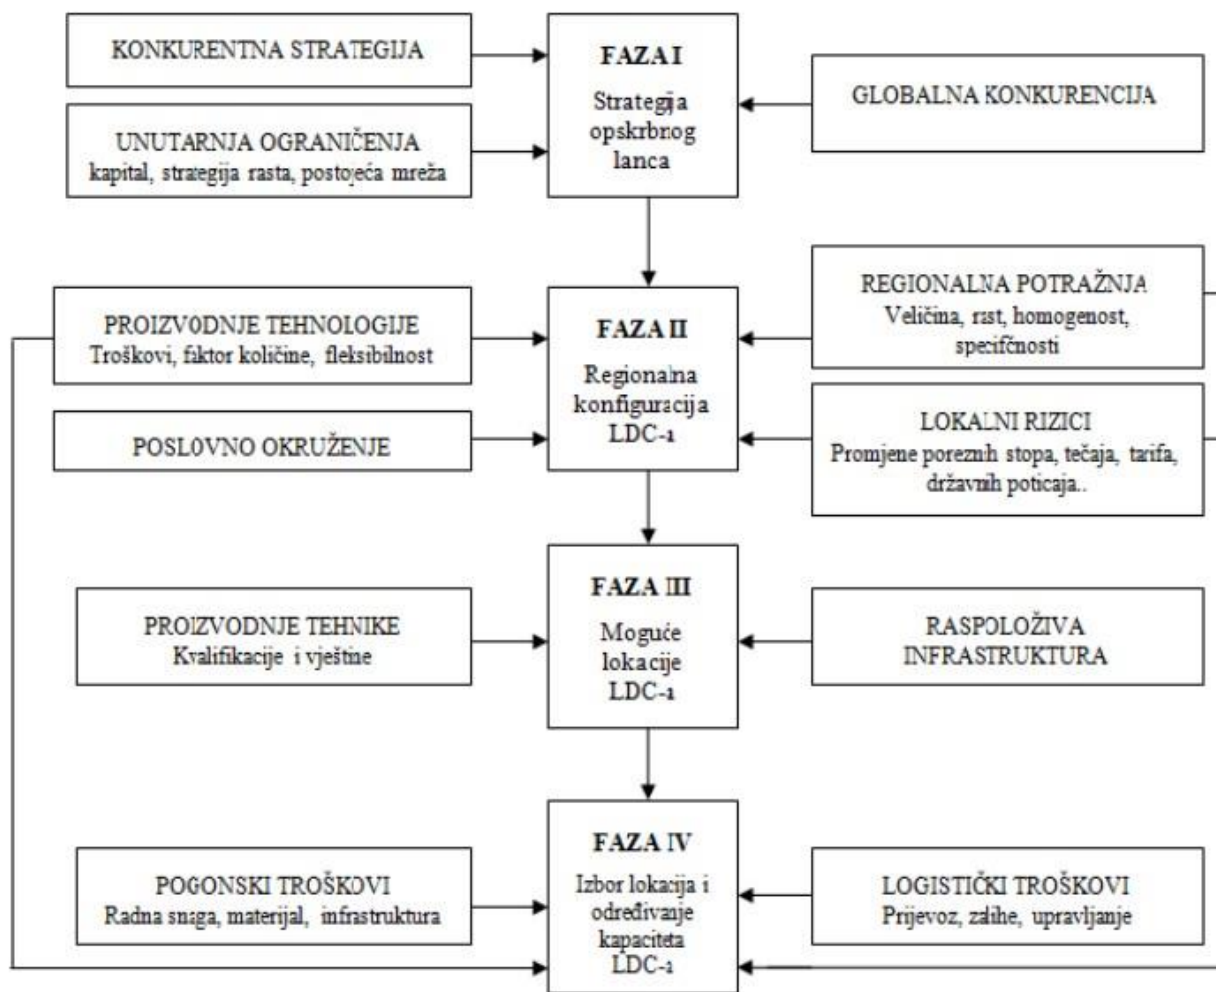 KONKURENTNA STRATEGIJA
UNUTARNJA OGRANIČENJA
kapital, strategija rasta, postojeća mreža
FAZA I
Strategija
opskrbnog
lanca
GLOBALNA KONKURENCIJA
PROIZVODNJE TEHNOLOGIJE
Troškovi, faktor količine, fleksibilnost
POSLOVNO OKRUŽENJE
FAZA II
Regionalna
konfiguracija
LDC-a
REGIONALNA POTRAŽNJA
Veličina, rast, homogenost,
specifčnosti
LOKALNI RIZICI
Promjene poreznih stopa, tečaja, tarifa,
državnih poticaja..
PROIZVODNJE TEHNIKE
Kvalifikacije i vještine
FAZA III
Moguće
lokacije
LDC-a
RASPOLOŽIVA
INFRASTRUKTURA
POGONSKI TROŠKOVI
Radna snaga, materijal, infrastruktura
FAZA IV
Izbor lokacija i
određivanje
kapaciteta
LDC-a
LOGISTIČKI TROŠKOVI
Prijevoz, zalihe, upravljanje